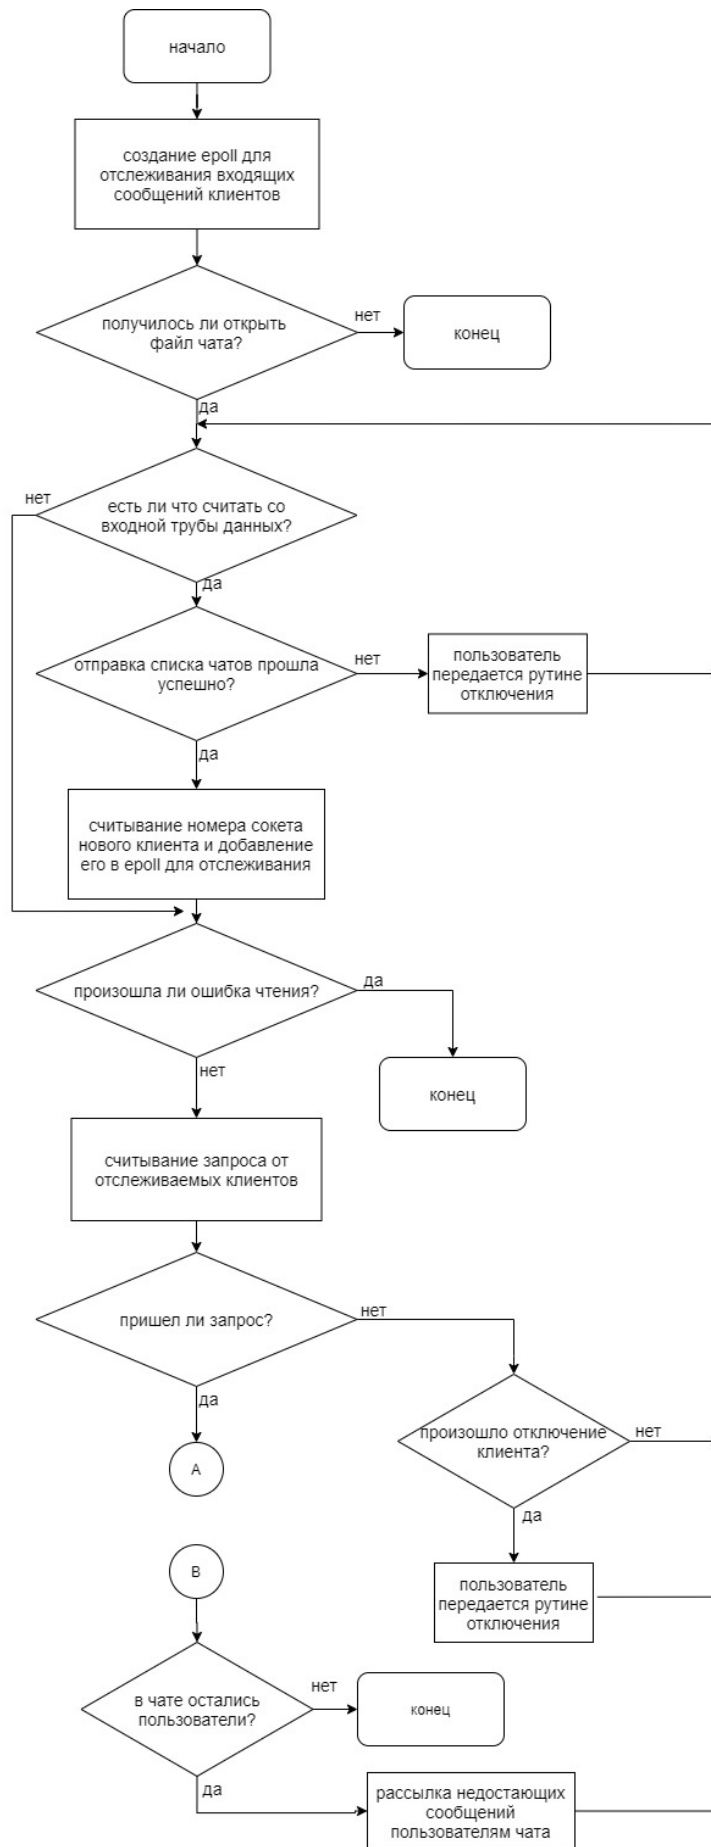 начало
создание epoll для
отслеживания входящих
сообщений клиентов
получилось ли открыть
файл чата?
нет
конец
да
нет
есть ли что считать со
входной трубы данных?
да
отправка списка чатов прошла
успешно?
нет
пользователь
передается рутине
отключения
да
считывание номера сокета
нового клиента и добавление
его в epoll для отслеживания
произошла ли ошибка чтения?
да
конец
нет
считывание запроса от
отслеживаемых клиентов
пришел ли запрос?
нет
да
произошло отключение
клиента?
нет
A
да
B
пользователь
передается рутине
отключения
в чате остались
пользователи?
нет
конец
да
рассылка недостающих
сообщений
пользователям чата